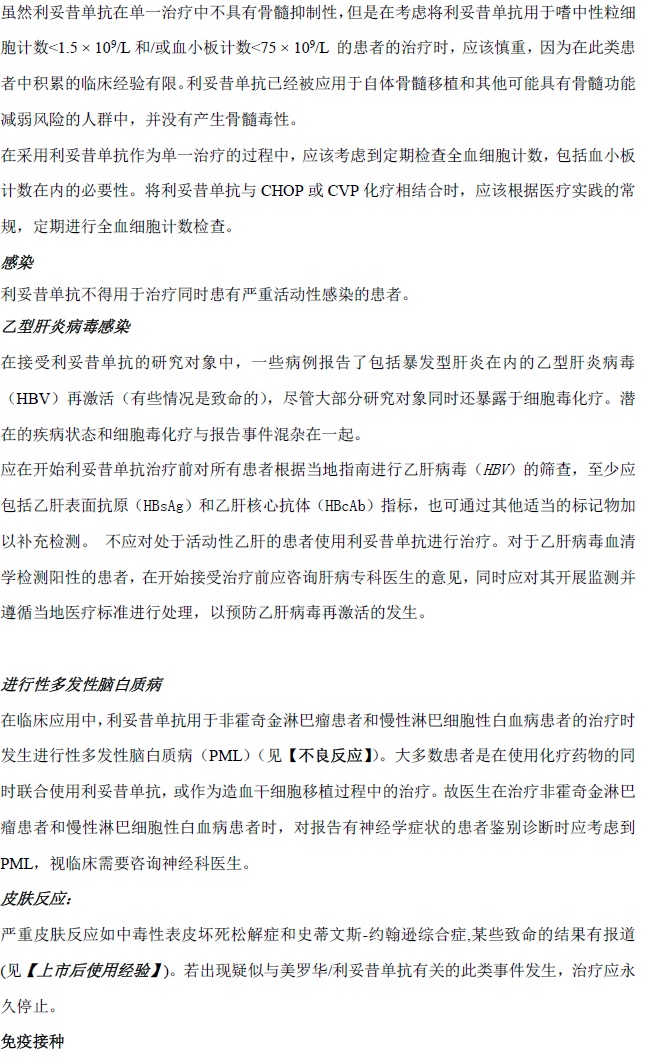 虽然利妥昔单抗在单一治疗中不具有骨髓抑制性，但是在考虑将利妥昔单抗用于嗜中性粒细
胞计数<1.5 × 10⁹/L 和/或血小板计数<75 × 10⁹/L 的患者的治疗时，应该慎重，因为在此类患
者中积累的临床经验有限。利妥昔单抗已经被应用于自体骨髓移植和其他可能具有骨髓功能
减弱风险的人群中，并没有产生骨髓毒性。
在采用利妥昔单抗作为单一治疗的过程中，应该考虑到定期检查全血细胞计数，包括血小板
计数在内的必要性。将利妥昔单抗与 CHOP 或 CVP 化疗相结合时，应该根据医疗实践的常
规，定期进行全血细胞计数检查。
感染
利妥昔单抗不得用于治疗同时患有严重活动性感染的患者。
乙型肝炎病毒感染
在接受利妥昔单抗的研究对象中，一些病例报告了包括暴发型肝炎在内的乙型肝炎病毒
（HBV）再激活（有些情况是致命的），尽管大部分研究对象同时还暴露于细胞毒化疗。潜
在的疾病状态和细胞毒化疗与报告事件混杂在一起。
应在开始利妥昔单抗治疗前对所有患者根据当地指南进行乙肝病毒（HBV）的筛查，至少应
包括乙肝表面抗原（HBsAg）和乙肝核心抗体（HBcAb）指标，也可通过其他适当的标记物加
以补充检测。 不应对处于活动性乙肝的患者使用利妥昔单抗进行治疗。对于乙肝病毒血清
学检测阳性的患者，在开始接受治疗前应咨询肝病专科医生的意见，同时应对其开展监测并
遵循当地医疗标准进行处理，以预防乙肝病毒再激活的发生。
进行性多发性脑白质病
在临床应用中，利妥昔单抗用于非霍奇金淋巴瘤患者和慢性淋巴细胞性白血病患者的治疗时
发生进行性多发性脑白质病（PML）（见【不良反应】）。大多数患者是在使用化疗药物的同
时联合使用利妥昔单抗，或作为造血干细胞移植过程中的治疗。故医生在治疗非霍奇金淋巴
瘤患者和慢性淋巴细胞性白血病患者时，对报告有神经学症状的患者鉴别诊断时应考虑到
PML，视临床需要咨询神经科医生。
皮肤反应：
严重皮肤反应如中毒性表皮坏死松解症和史蒂文斯-约翰逊综合症,某些致命的结果有报道
(见【上市后使用经验】)。若出现疑似与美罗华/利妥昔单抗有关的此类事件发生，治疗应永
久停止。
免疫接种